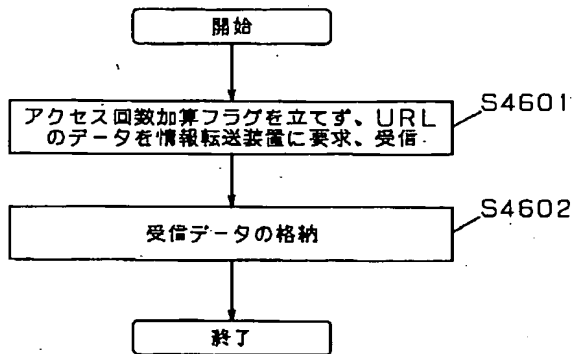 開始
アクセス回数加算フラグを立てず、URL
のデータを情報転送装置に要求、受信
S4601
受信データの格納
S4602
終了